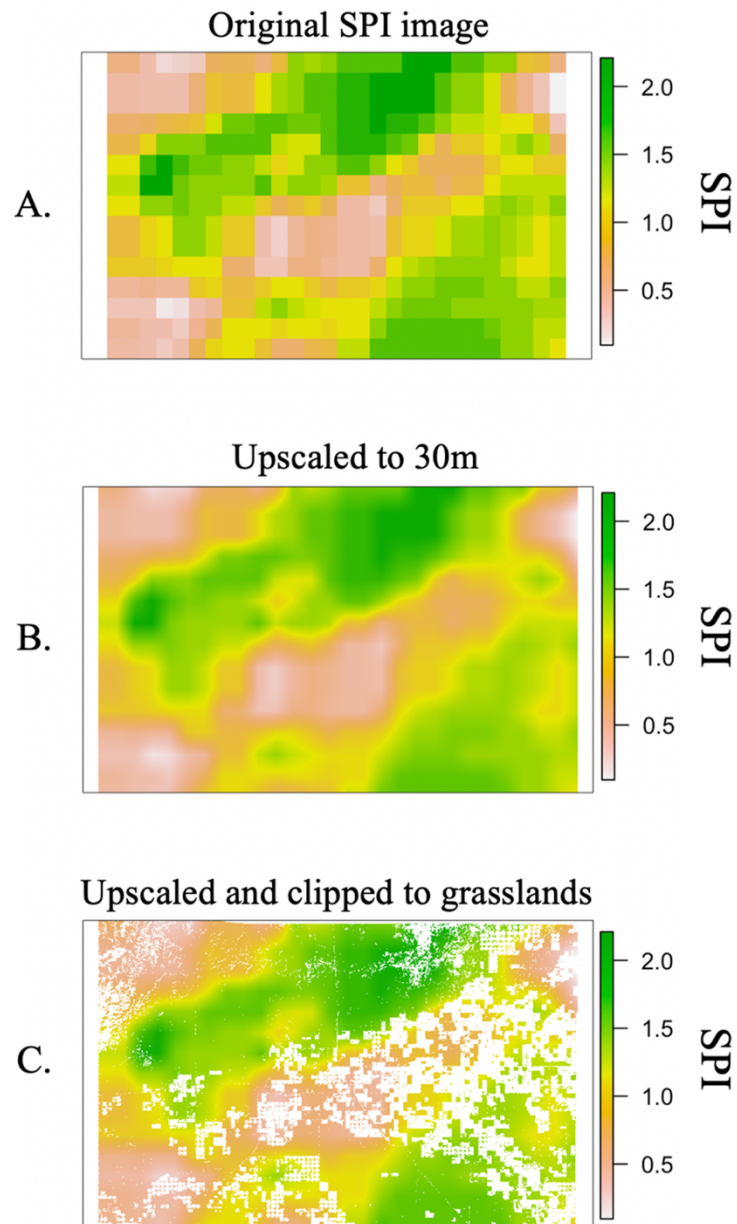 Original SPI image
A.
2.0
1.5
1.0
0.5
SPI
Upscaled to 30m
B.
2.0
1.5
1.0
0.5
SPI
Upscaled and clipped to grasslands
C.
2.0
1.5
1.0
0.5
SPI